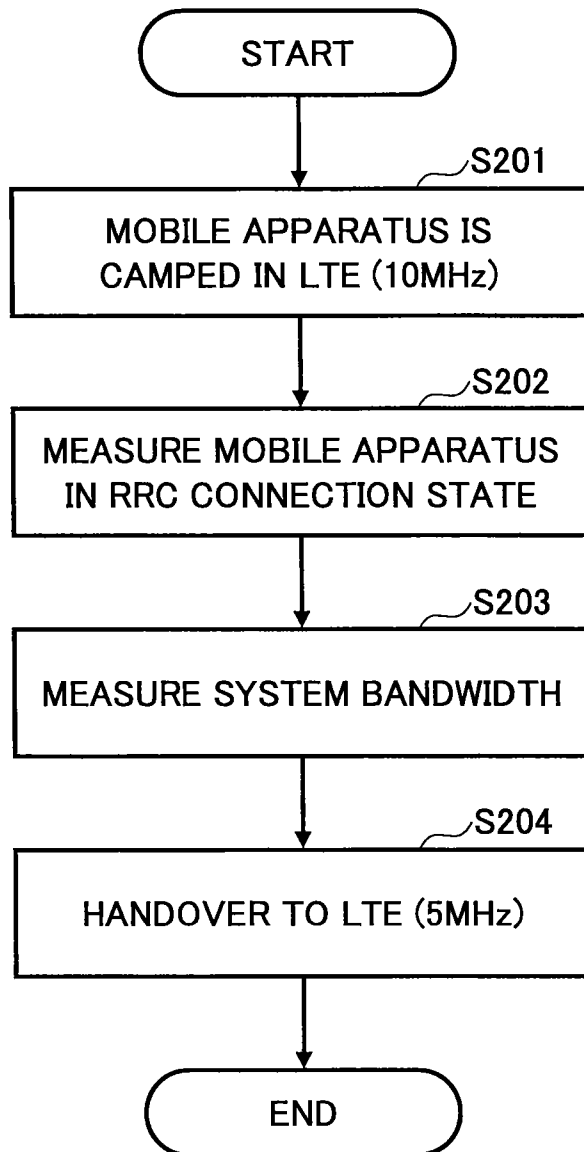 START
S201
MOBILE APPARATUS IS
CAMPED IN LTE (10MHz)
S202
MEASURE MOBILE APPARATUS
IN RRC CONNECTION STATE
S203
MEASURE SYSTEM BANDWIDTH
S204
HANDOVER TO LTE (5MHz)
END